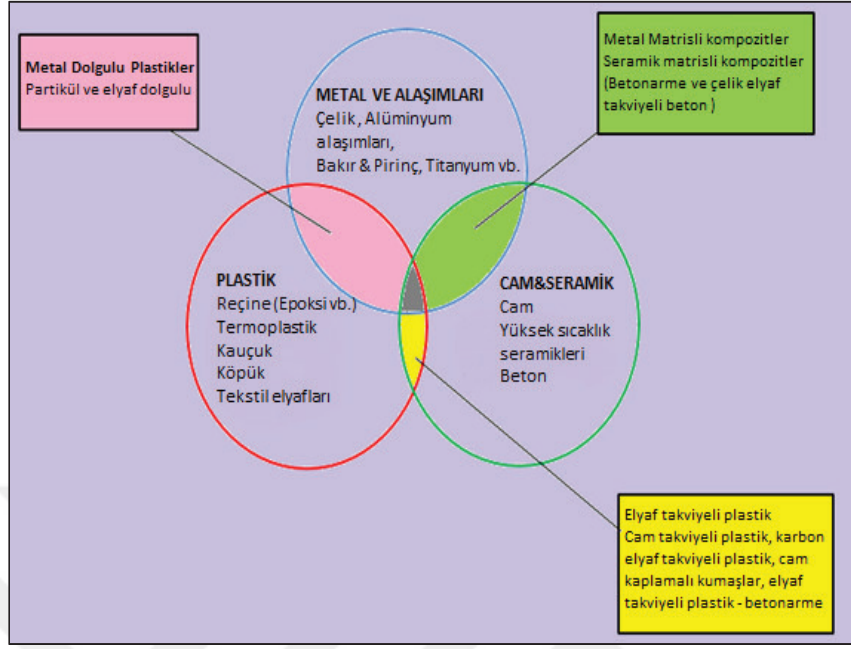 Metal Dolgulu Plastikler
Partikül ve elyaf dolgulu
Metal Matrisli kompozitler
Seramik matrisli kompozitler
(Betonarme ve çelik elyaf
takviyeli beton )
METAL VE ALAŞIMLARI
Çelik, Alüminyum
alaşımları,
Bakır & Pirinç, Titanyum vb.
PLASTİK
Reçine (Epoksi vb.)
Termoplastik
Kauçuk
Köpük
Tekstil elyafları
CAM&SERAMİK
Cam
Yüksek sıcaklık
seramikleri
Beton
Elyaf takviyeli plastik
Cam takviyeli plastik, karbon
elyaf takviyeli plastik, cam
kaplamalı kumaşlar, elyaf
takviyeli plastik - betonarme